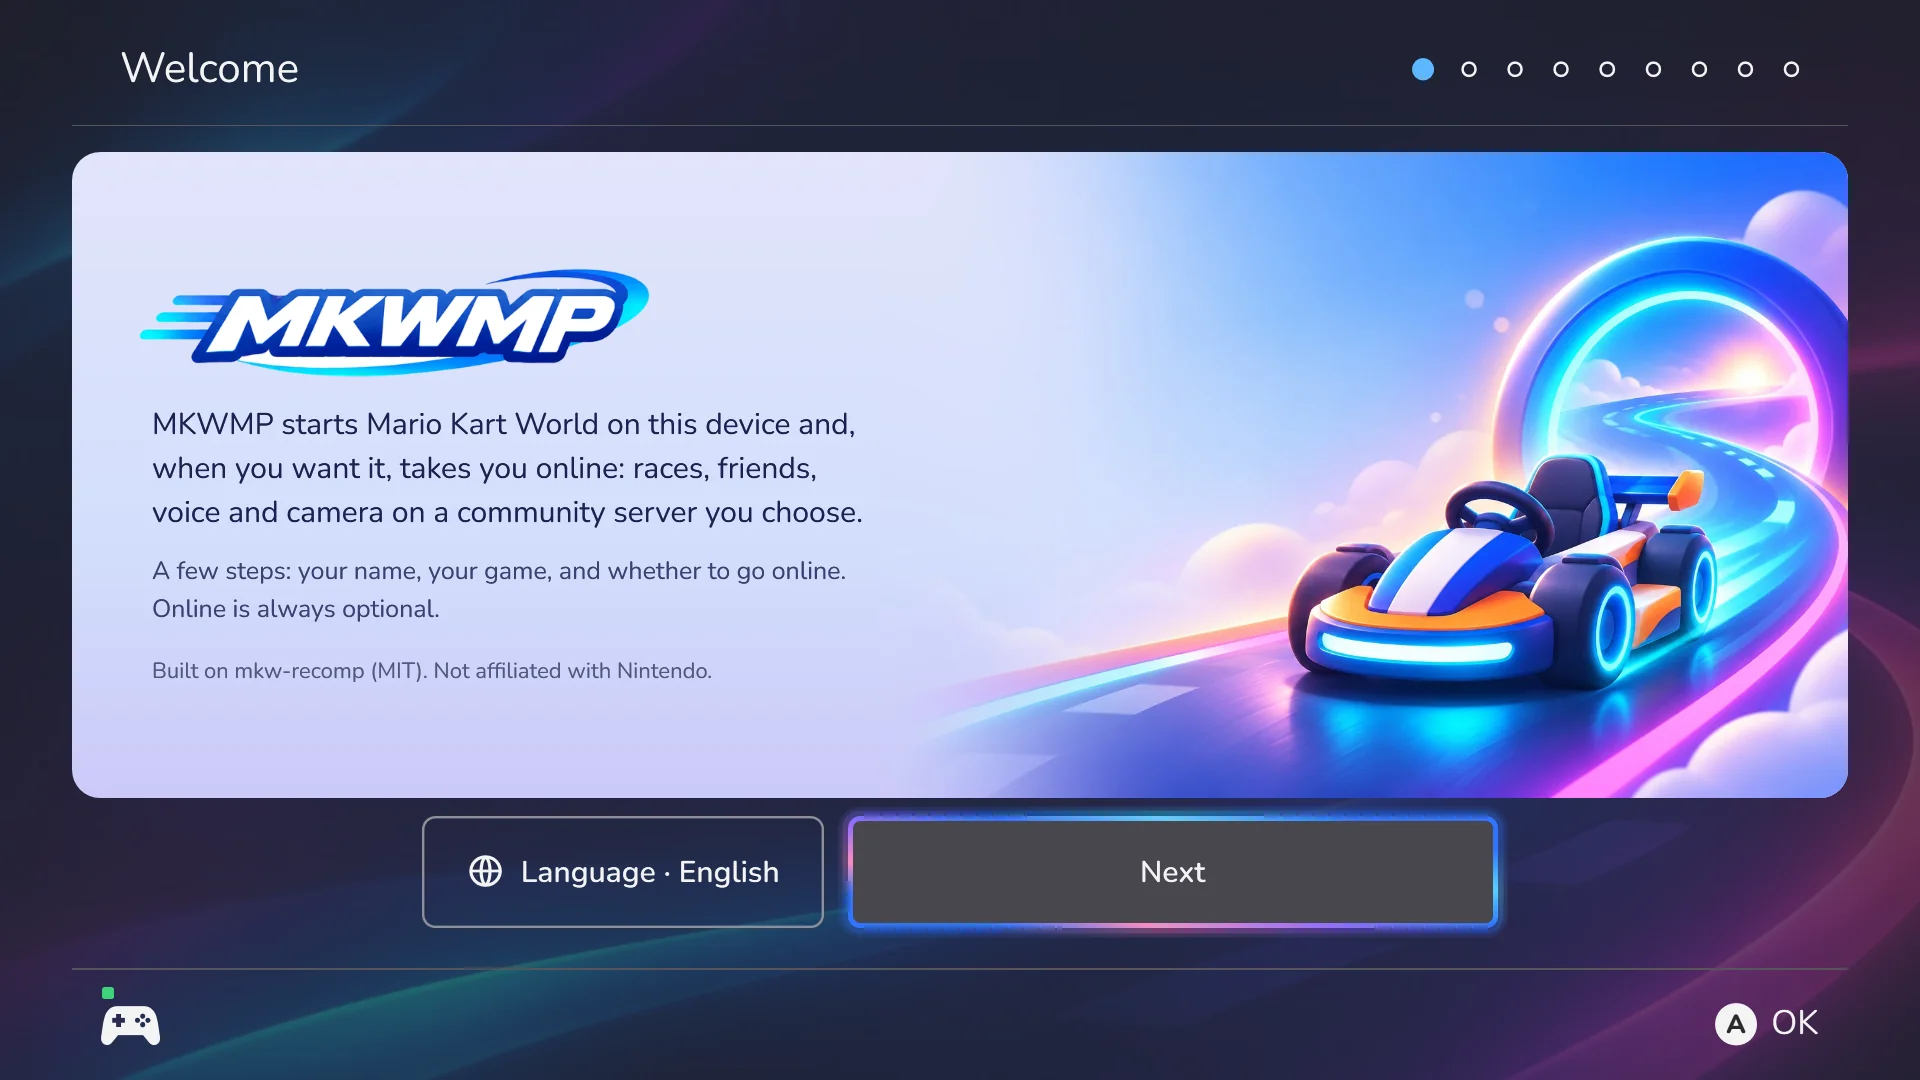 Welcome
MKWMP
MKWMP starts Mario Kart World on this device and,
when you want it, takes you online: races, friends,
voice and camera on a community server you choose.
A few steps: your name, your game, and whether to go online.
Online is always optional.
Built on mkw-recomp (MIT). Not affiliated with Nintendo.
Language · English
Next
A OK